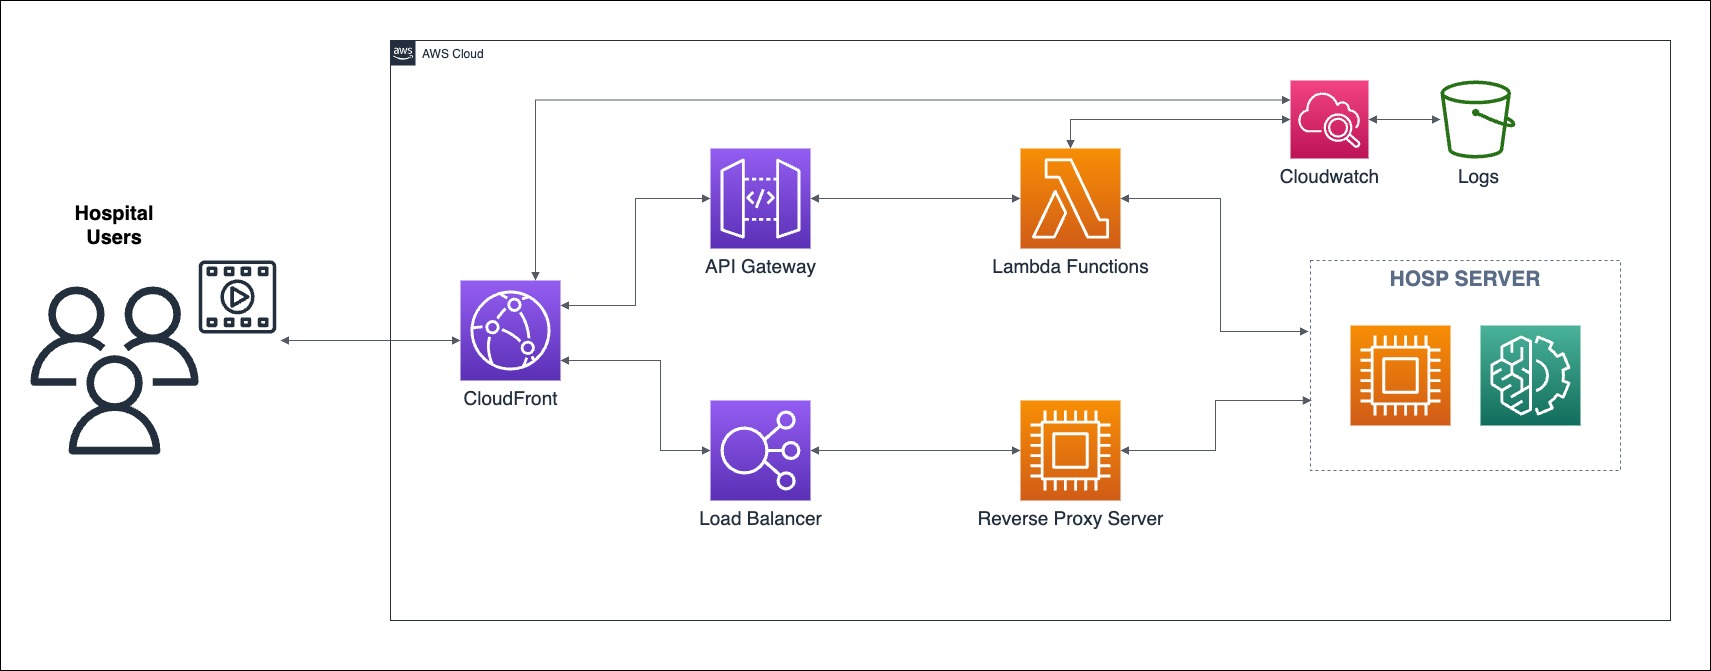 aws
AWS Cloud
Cloudwatch
Logs
Hospital
Users
</>
API Gateway
Lambda Functions
HOSP SERVER
CloudFront
Load Balancer
Reverse Proxy Server